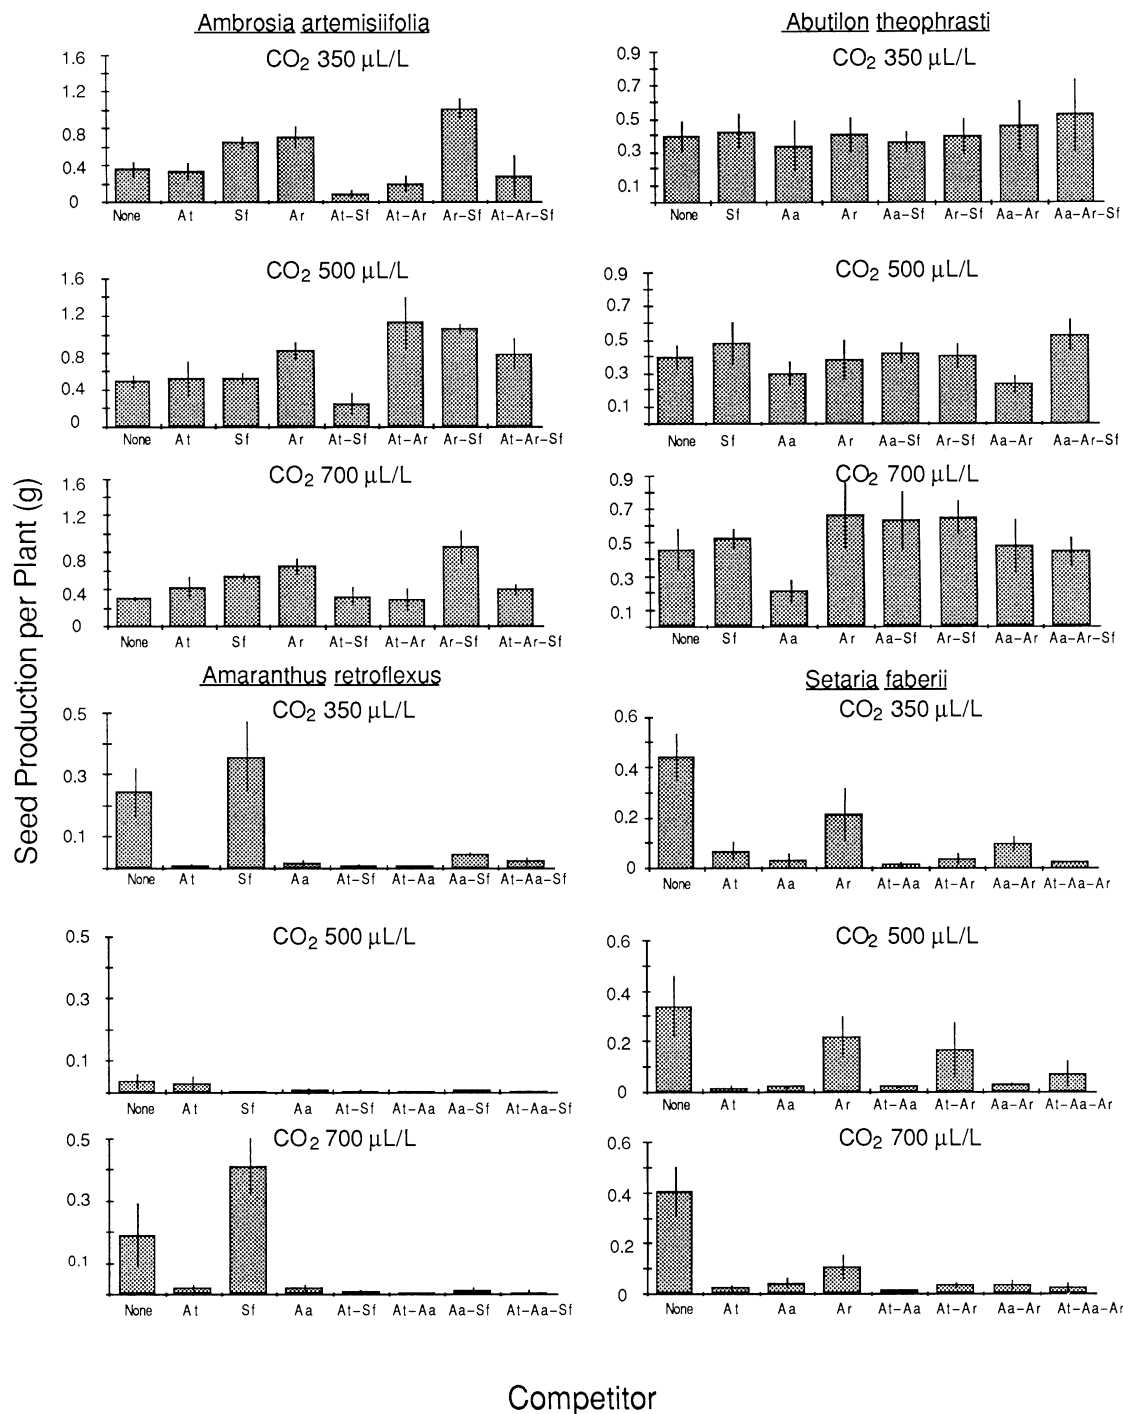 Ambrosia artemisiifolia
CO2 350 µL/L
1.6
1.2
0.8
0.4
0
None At Sf Ar At-Sf At-Ar Ar-Sf At-Ar-Sf
CO2 500 µL/L
1.6
1.2
0.8
0.4
0
None At Sf Ar At-Sf At-Ar Ar-Sf At-Ar-Sf
CO2 700 µL/L
1.6
1.2
0.8
0.4
0
None At Sf Ar At-Sf At-Ar Ar-Sf At-Ar-Sf
Abutilon theophrasti
CO2 350 µL/L
0.9
0.7
0.5
0.3
0.1
None Sf Aa Ar Aa-Sf Ar-Sf Aa-Ar Aa-Ar-Sf
CO2 500 µL/L
0.9
0.7
0.5
0.3
0.1
None Sf Aa Ar Aa-Sf Ar-Sf Aa-Ar Aa-Ar-Sf
CO2 700 µL/L
0.9
0.7
0.5
0.3
0.1
None Sf Aa Ar Aa-Sf Ar-Sf Aa-Ar Aa-Ar-Sf
Seed Production per Plant (g)
Amaranthus retroflexus
CO2 350 µL/L
0.5
0.3
0.1
None At Sf Aa At-Sf At-Aa Aa-Sf At-Aa-Sf
CO2 500 µL/L
0.5
0.3
0.1
None At Sf Aa At-Sf At-Aa Aa-Sf At-Aa-Sf
CO2 700 µL/L
0.5
0.3
0.1
None At Sf Aa At-Sf At-Aa Aa-Sf At-Aa-Sf
Setaria faberii
CO2 350 µL/L
0.6
0.4
0.2
0
None At Aa Ar At-Aa At-Ar Aa-Ar At-Aa-Ar
CO2 500 µL/L
0.6
0.4
0.2
0
None At Aa Ar At-Aa At-Ar Aa-Ar At-Aa-Ar
CO2 700 µL/L
0.6
0.4
0.2
0
None At Aa Ar At-Aa At-Ar Aa-Ar At-Aa-Ar
Competitor